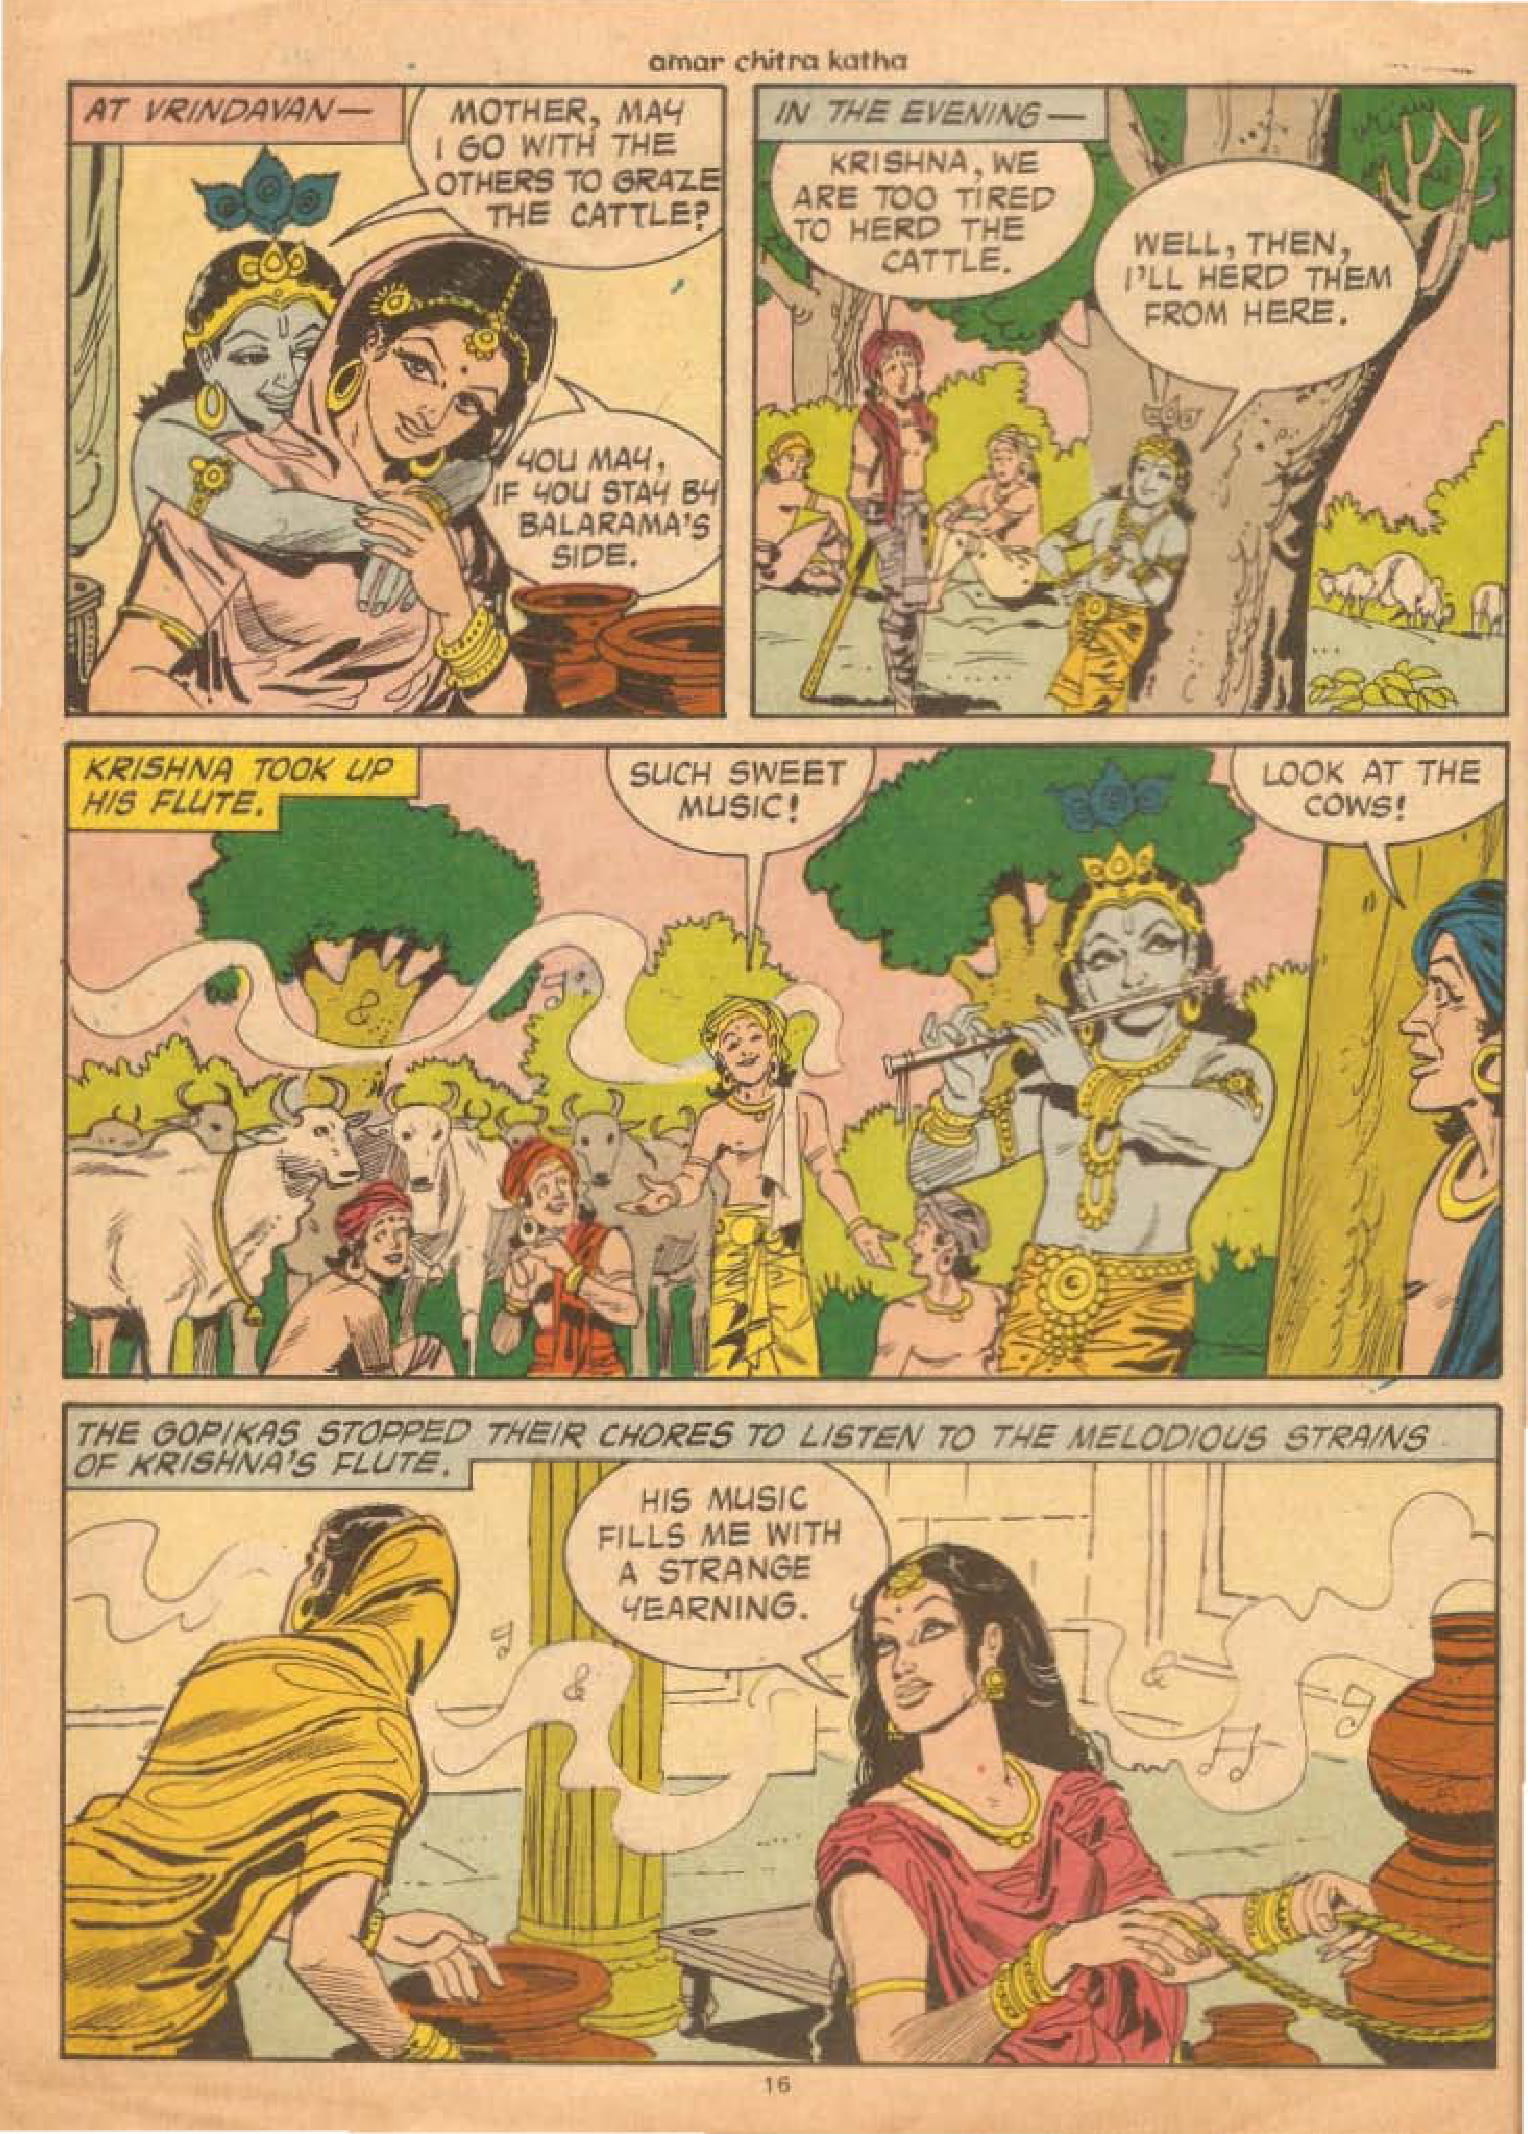 amar chitra katha
AT VRINDAVAN—
MOTHER, MAY
I GO WITH THE
OTHERS TO GRAZE
THE CATTLE?
YOU MAY,
IF YOU STAY BY
BALARAMA'S
SIDE.
IN THE EVENING—
KRISHNA, WE
ARE TOO TIRED
TO HERD THE
CATTLE.
WELL, THEN,
I'LL HERD THEM
FROM HERE.
KRISHNA TOOK UP
HIS FLUTE.
SUCH SWEET
MUSIC!
LOOK AT THE
COWS!
THE GOPIKAS STOPPED THEIR CHORES TO LISTEN TO THE MELODIOUS STRAINS
OF KRISHNA'S FLUTE.
HIS MUSIC
FILLS ME WITH
A STRANGE
YEARNING.
16